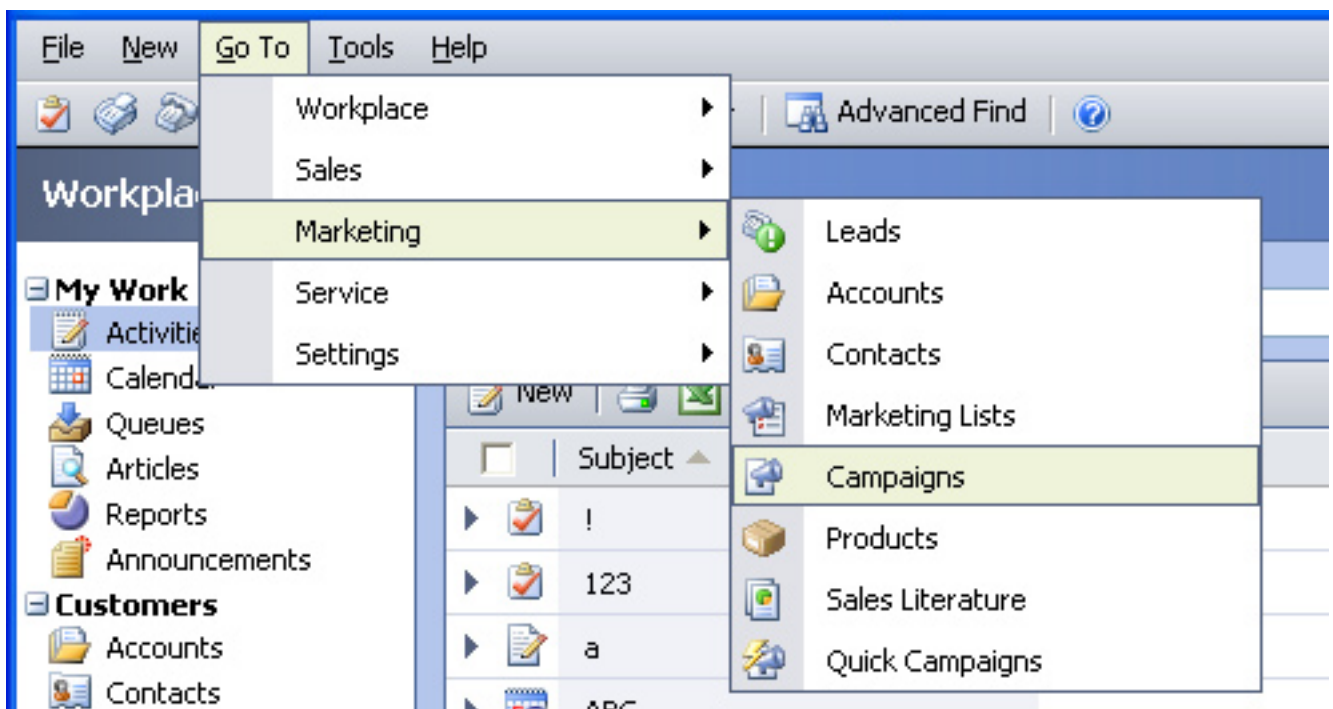 File New Go To Tools Help
Advanced Find
Workplace
Sales
Marketing
Service
Settings
Leads
Accounts
Contacts
Marketing Lists
Campaigns
Products
Sales Literature
Quick Campaigns
My Work
Calendar
Queues
Articles
Reports
Announcements
Customers
Accounts
Contacts
New
Subject
!
123
a